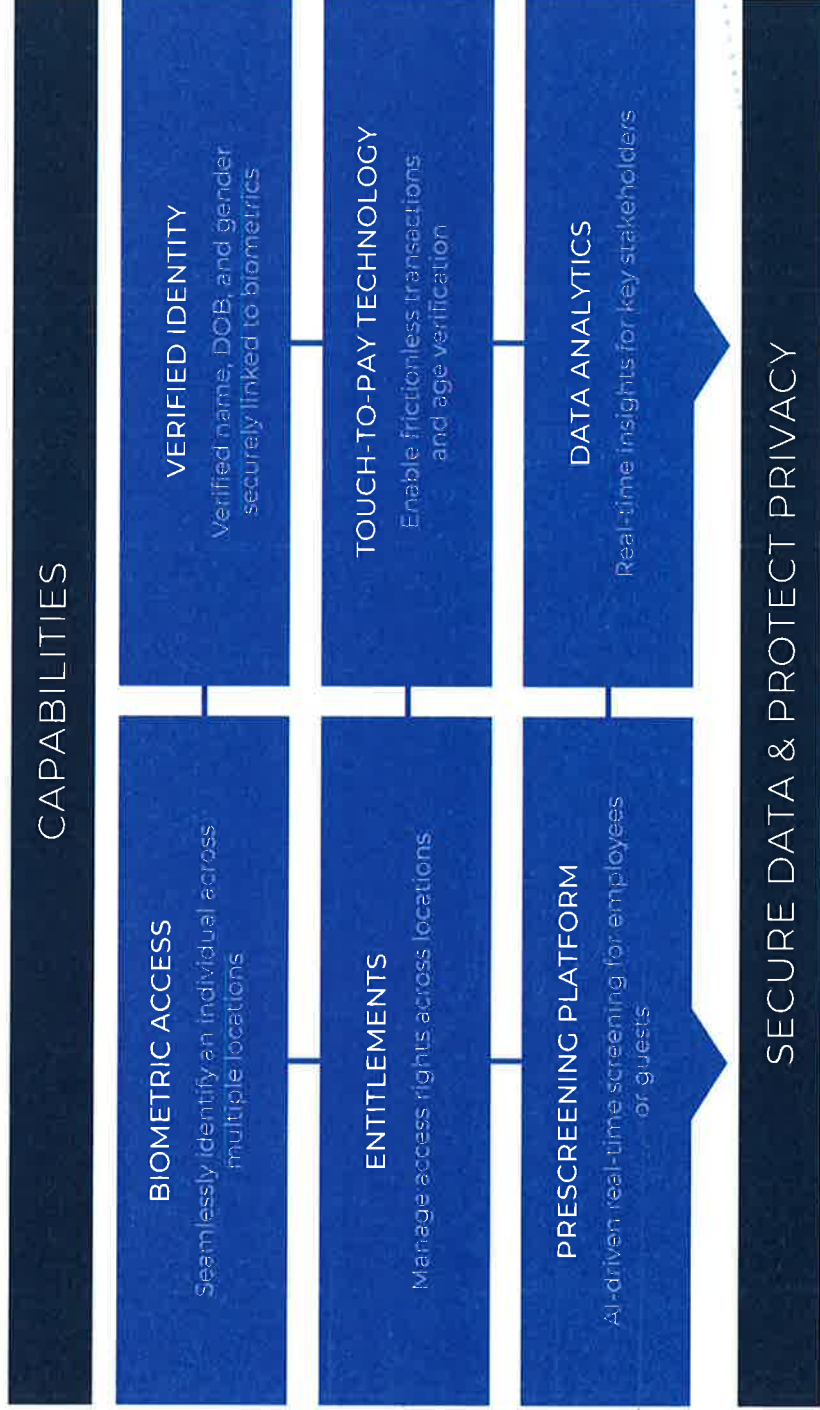 CAPABILITIES
BIOMETRIC ACCESS
Seamlessly identify an individual across
multiple locations
VERIFIED IDENTITY
Verified name, DOB, and gender
securely linked to biometrics
ENTITLEMENTS
Manage access rights across locations
TOUCH-TO-PAY TECHNOLOGY
Enable frictionless transactions
and age verification
PRESCREENING PLATFORM
AI-driven real-time screening for employees
or guests
DATA ANALYTICS
Real-time insights for key stakeholders
SECURE DATA & PROTECT PRIVACY